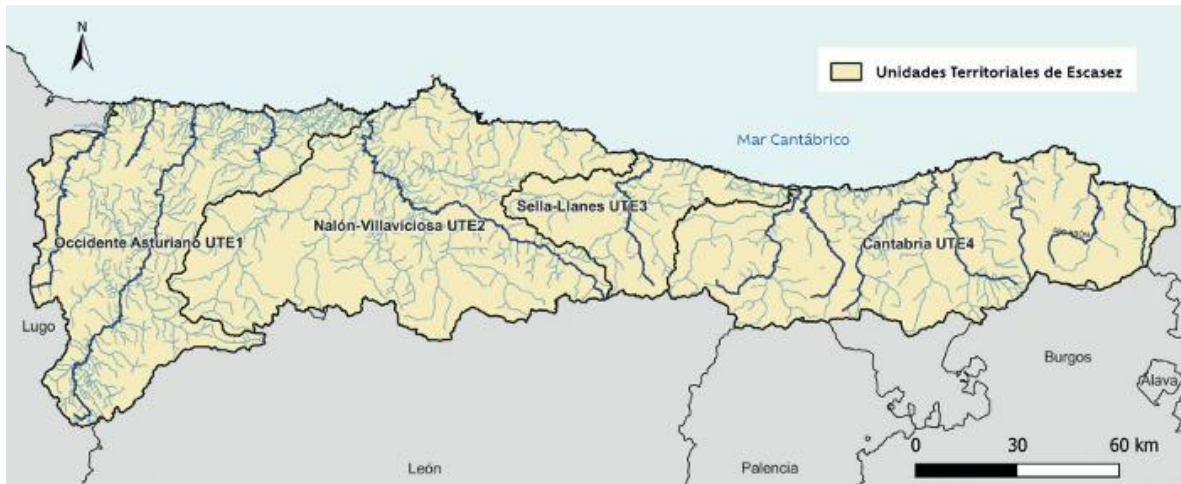 N
Unidades Territoriales de Escasez
Mar Cantábrico
Sella-Llanes UTE3
Nalón-Villaviciosa UTE2
Occidente Asturiano UTE1
Cantabria UTE4
Lugo
Burgos
Álava
León
Palencia
0 30 60 km